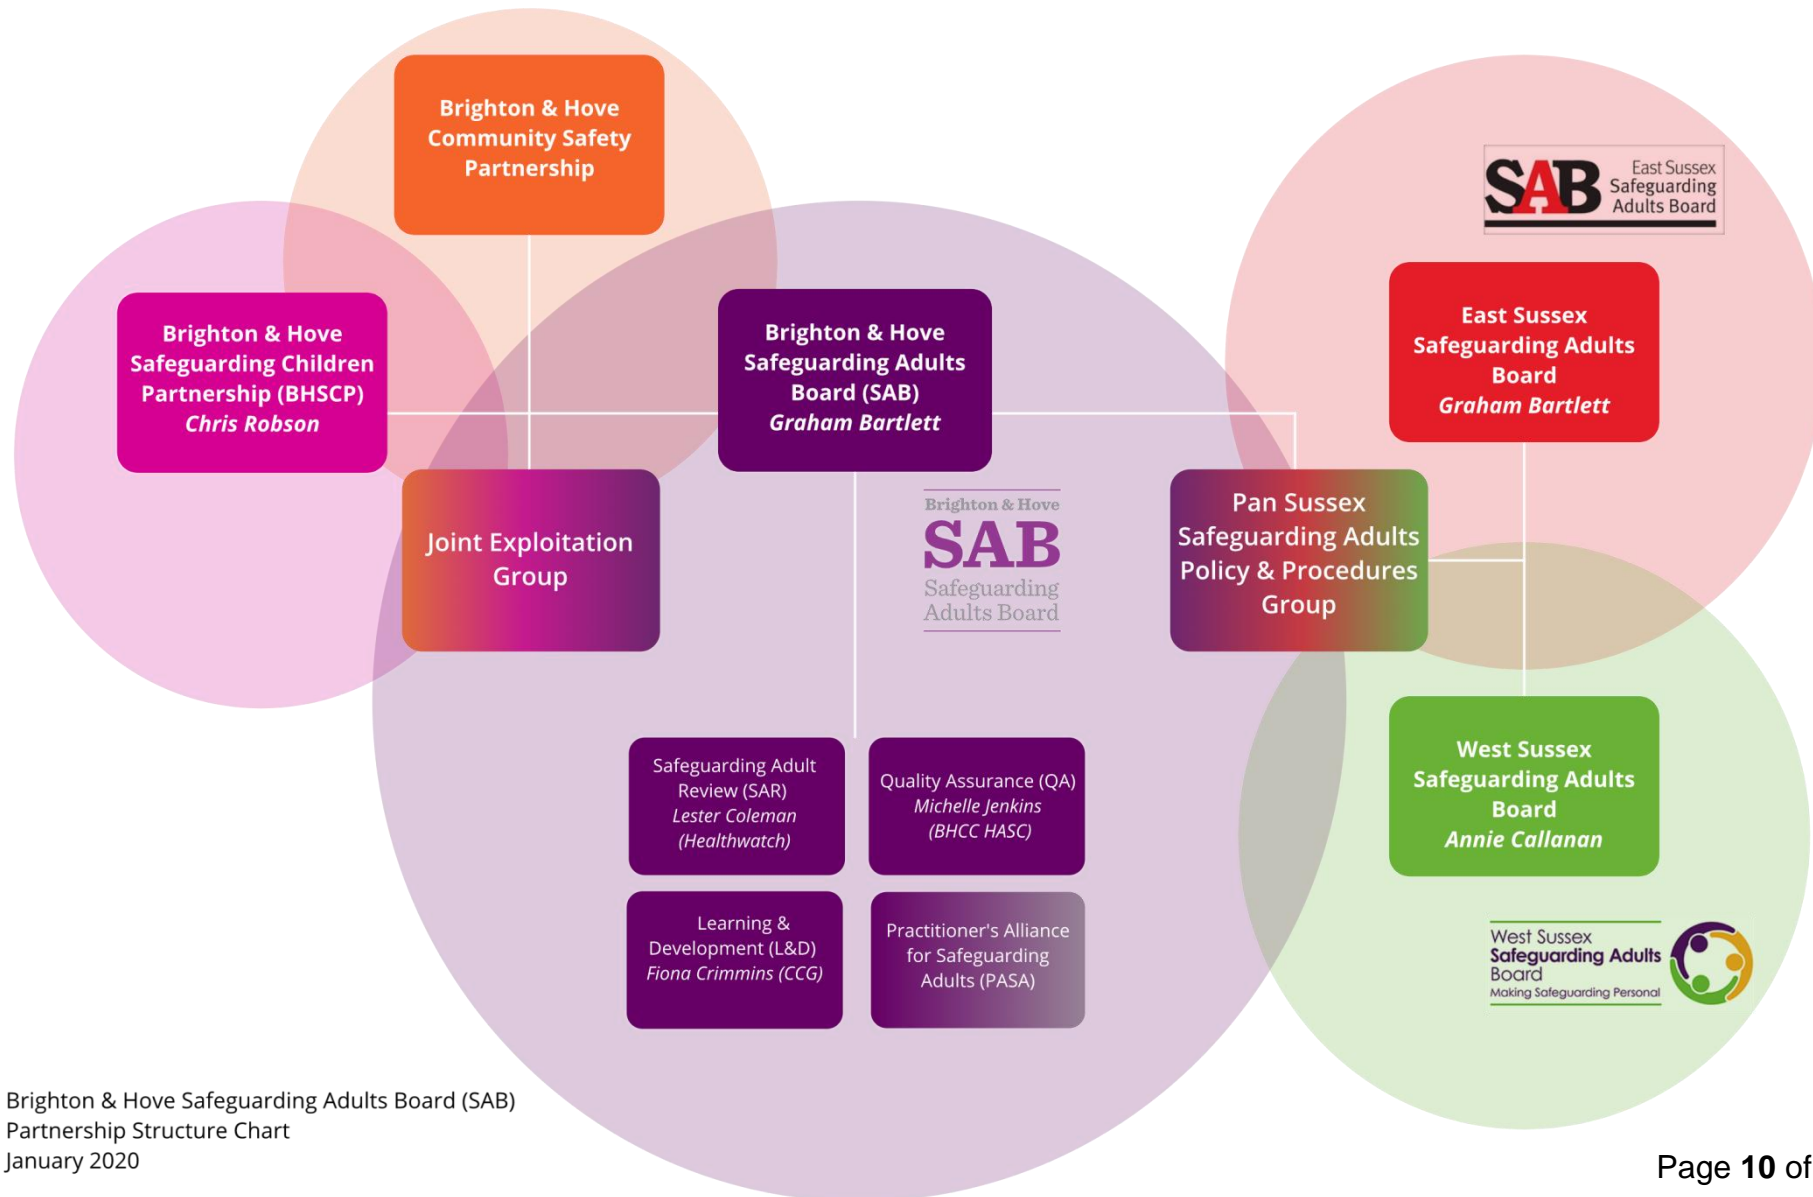 Brighton & Hove
Community Safety
Partnership
Brighton & Hove
Safeguarding Children
Partnership (BHSCP)
Chris Robson
Brighton & Hove
Safeguarding Adults
Board (SAB)
Graham Bartlett
SAB
East Sussex
Safeguarding
Adults Board
East Sussex
Safeguarding Adults
Board
Graham Bartlett
Joint Exploitation
Group
Brighton & Hove
SAB
Safeguarding
Adults Board
Pan Sussex
Safeguarding Adults
Policy & Procedures
Group
West Sussex
Safeguarding Adults
Board
Annie Callanan
Safeguarding Adult
Review (SAR)
Lester Coleman
(Healthwatch)
Quality Assurance (QA)
Michelle Jenkins
(BHCC HASC)
Learning &
Development (L&D)
Fiona Crimmins (CCG)
Practitioner's Alliance
for Safeguarding
Adults (PASA)
West Sussex
Safeguarding Adults
Board
Making Safeguarding Personal
Brighton & Hove Safeguarding Adults Board (SAB)
Partnership Structure Chart
January 2020
Page 10 of